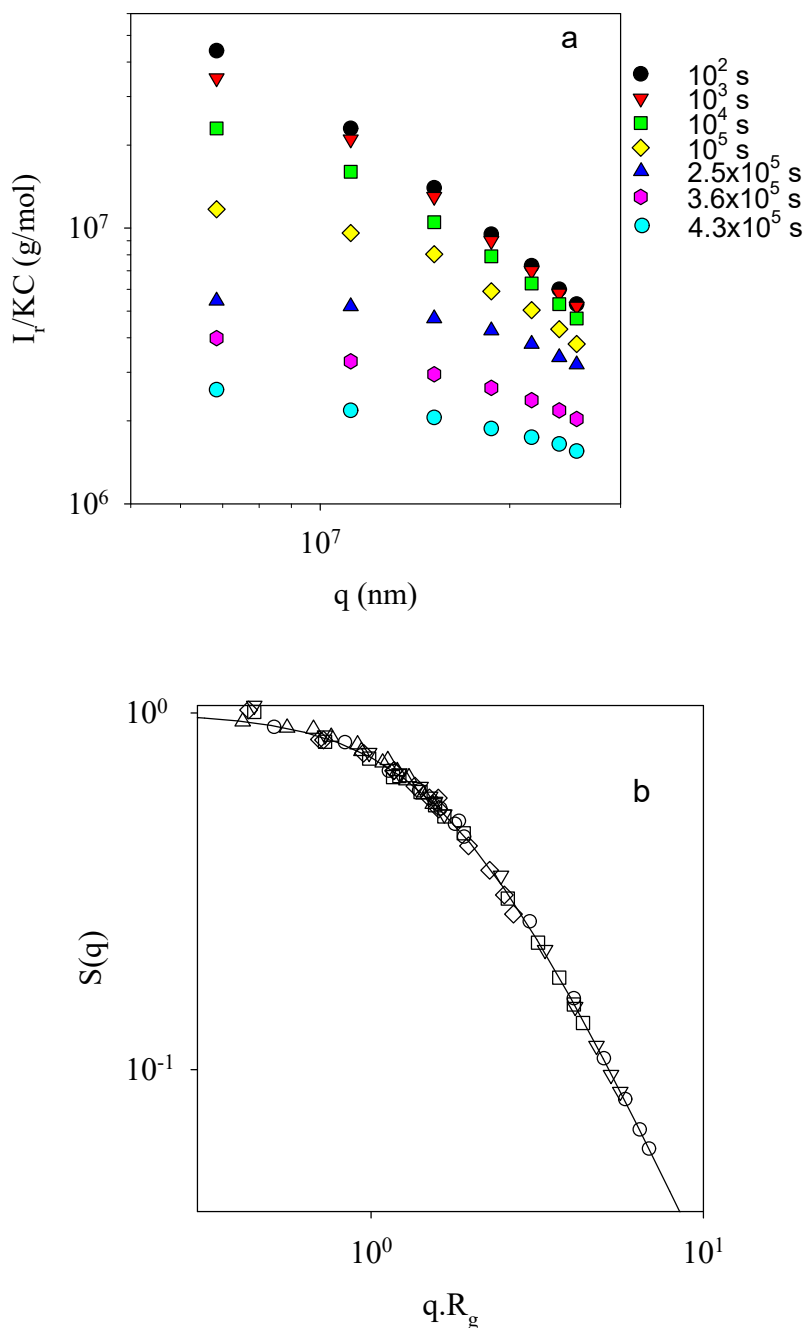 a
10² s
10³ s
10⁴ s
10⁵ s
2.5x10⁵ s
3.6x10⁵ s
4.3x10⁵ s
I_r/KC (g/mol)
10⁷
10⁶
10⁷
q (nm)
b
10⁰
S(q)
10⁻¹
10⁰
10¹
q.R_g